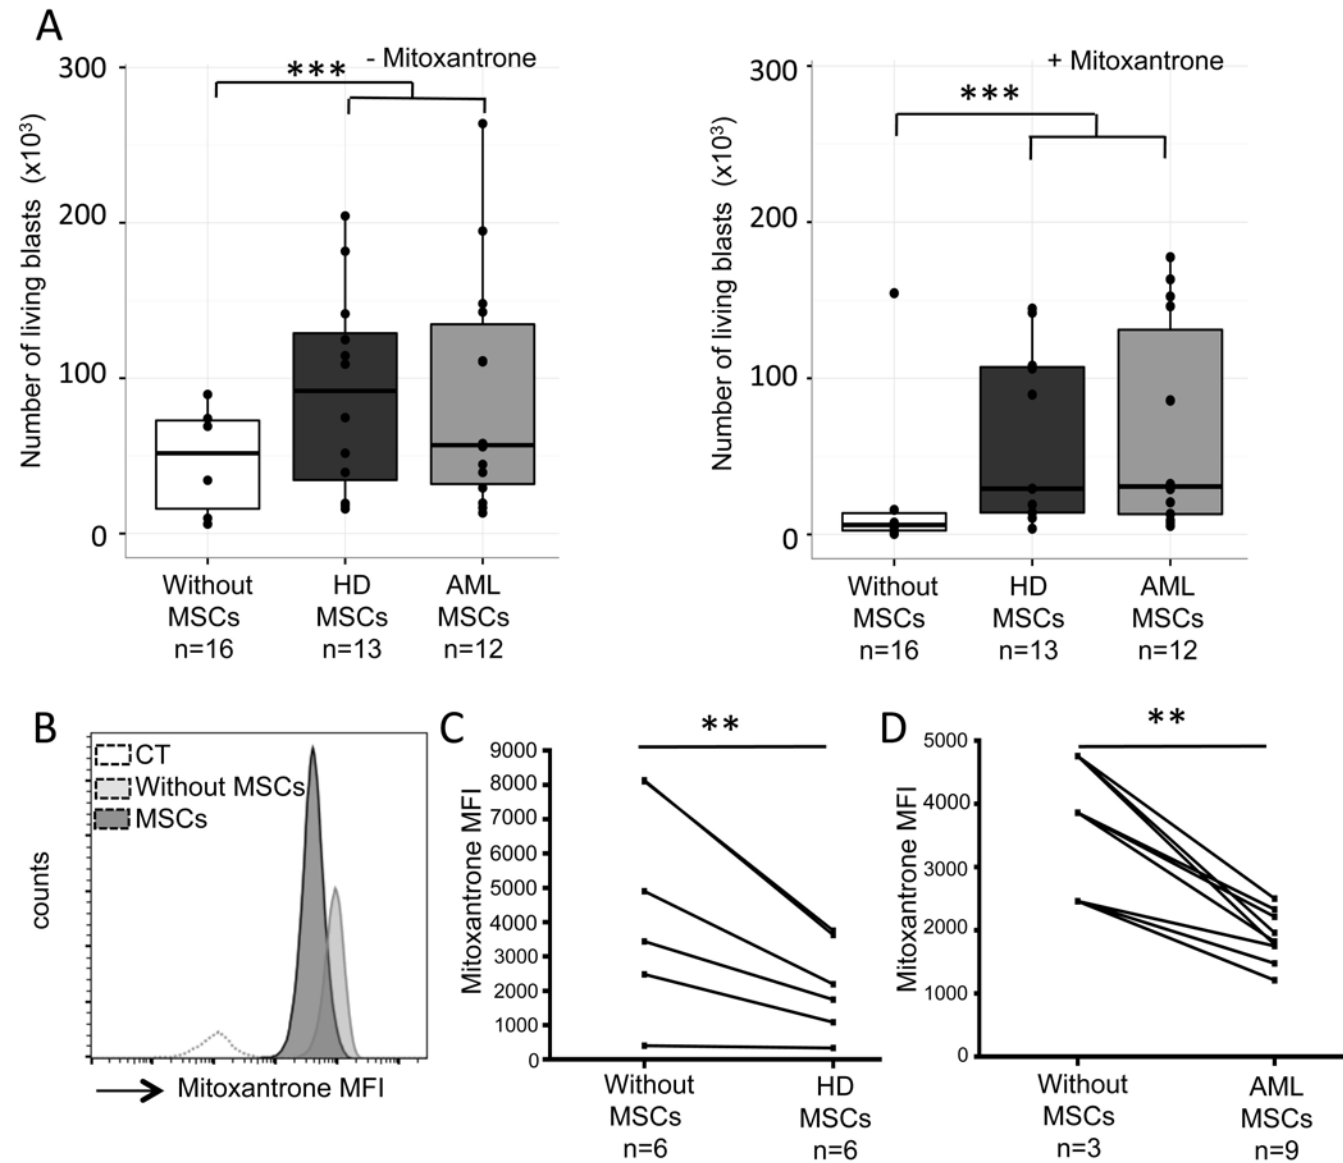 A
- Mitoxantrone
***
Number of living blasts (x10³)
300
200
100
0
Without
MSCs
n=16
HD
MSCs
n=13
AML
MSCs
n=12
+ Mitoxantrone
***
Number of living blasts (x10³)
300
200
100
0
Without
MSCs
n=16
HD
MSCs
n=13
AML
MSCs
n=12
B
CT
Without MSCs
MSCs
counts
Mitoxantrone MFI
C
**
Mitoxantrone MFI
9000
8000
7000
6000
5000
4000
3000
2000
1000
0
Without
MSCs
n=6
HD
MSCs
n=6
D
**
Mitoxantrone MFI
5000
4000
3000
2000
1000
0
Without
MSCs
n=3
AML
MSCs
n=9